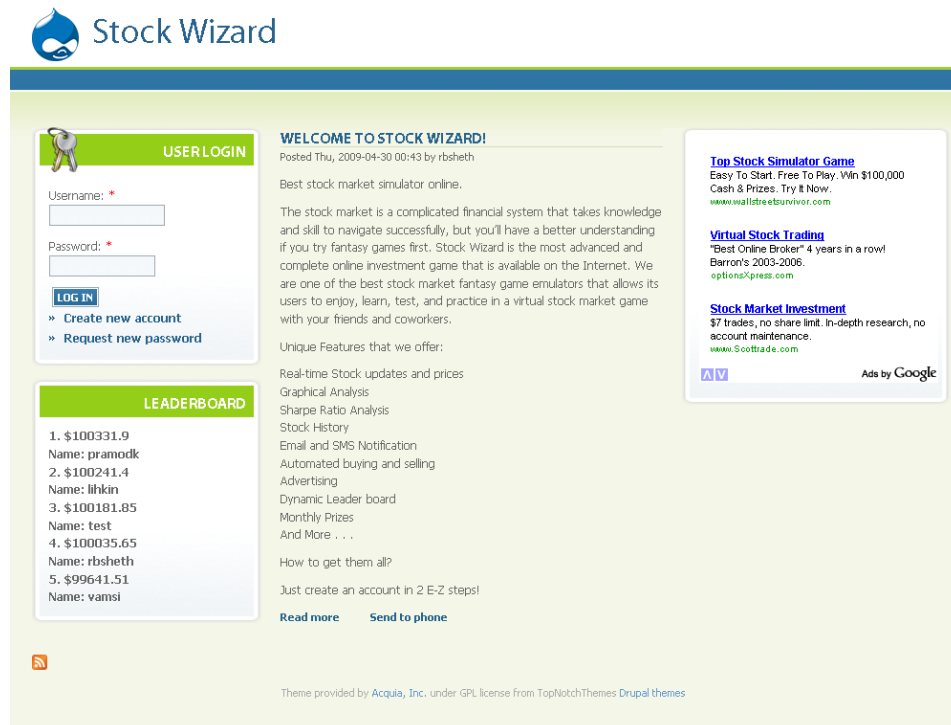 Stock Wizard
USER LOGIN
Username: *
Password: *
LOG IN
» Create new account
» Request new password
LEADERBOARD
1. $100331.9
Name: pramodk
2. $100241.4
Name: lihkin
3. $100181.85
Name: test
4. $100035.65
Name: rbsheth
5. $99641.51
Name: vamsi
WELCOME TO STOCK WIZARD!
Posted Thu, 2009-04-30 00:43 by rbsheth
Best stock market simulator online.
The stock market is a complicated financial system that takes knowledge
and skill to navigate successfully, but you'll have a better understanding
if you try fantasy games first. Stock Wizard is the most advanced and
complete online investment game that is available on the Internet. We
are one of the best stock market fantasy game emulators that allows its
users to enjoy, learn, test, and practice in a virtual stock market game
with your friends and coworkers.
Unique Features that we offer:
Real-time Stock updates and prices
Graphical Analysis
Sharpe Ratio Analysis
Stock History
Email and SMS Notification
Automated buying and selling
Advertising
Dynamic Leader board
Monthly Prizes
And More . . .
How to get them all?
Just create an account in 2 E-Z steps!
Read more Send to phone
Top Stock Simulator Game
Easy To Start. Free To Play. Win $100,000
Cash & Prizes. Try It Now.
www.wallstreetsurvivor.com
Virtual Stock Trading
"Best Online Broker" 4 years in a row!
Barron's 2003-2006.
optionsXpress.com
Stock Market Investment
$7 trades, no share limit. In-depth research, no
account maintenance.
www.Scottrade.com
Ads by Google
Theme provided by Acquia, Inc. under GPL license from TopNotchThemes Drupal themes